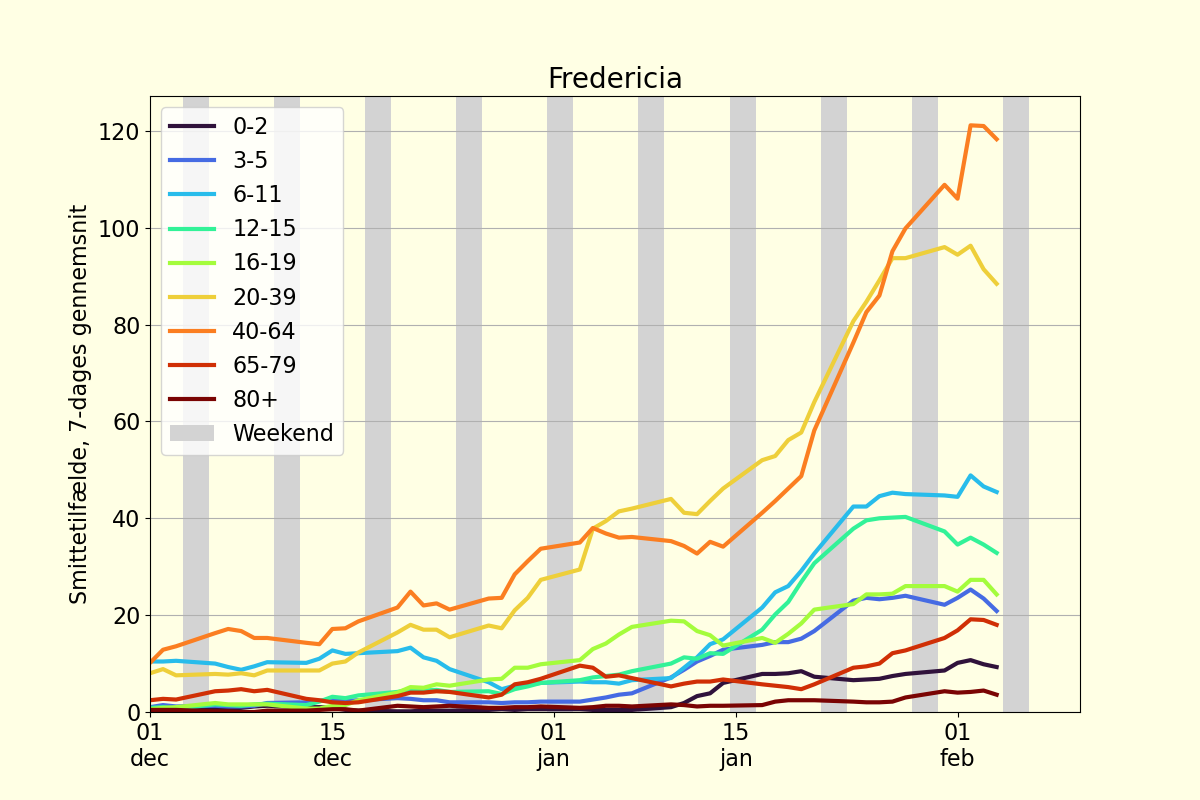 Fredericia
Smittetilfælde, 7-dages gennemsnit
120
100
80
60
40
20
0
0-2
3-5
6-11
12-15
16-19
20-39
40-64
65-79
80+
Weekend
01
dec
15
dec
01
jan
15
jan
01
feb